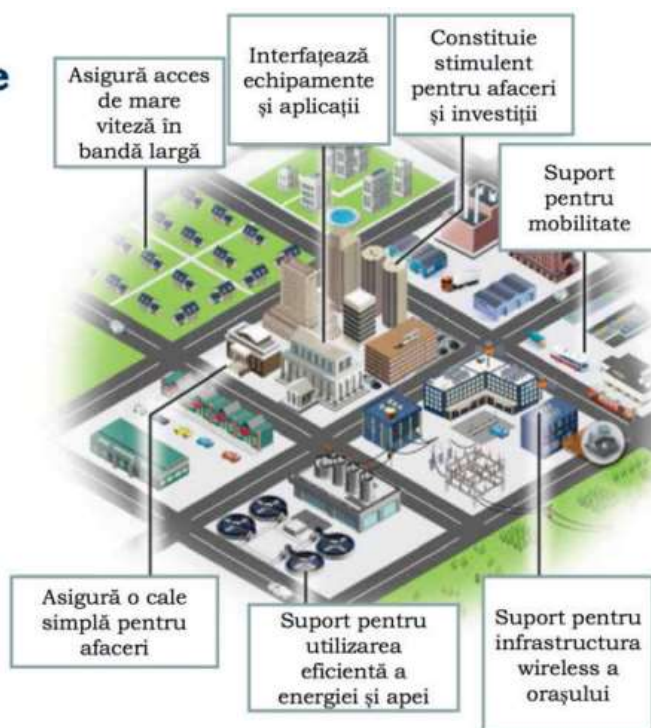 e
Asigură acces
de mare
viteză în
bandă largă
Interfațează
echipamente
și aplicații
Constituie
stimulent
pentru afaceri
și investiții
Suport
pentru
mobilitate
Asigură o cale
simplă pentru
afaceri
Suport pentru
utilizarea
eficientă a
energiei și apei
Suport pentru
infrastructura
wireless a
orașului